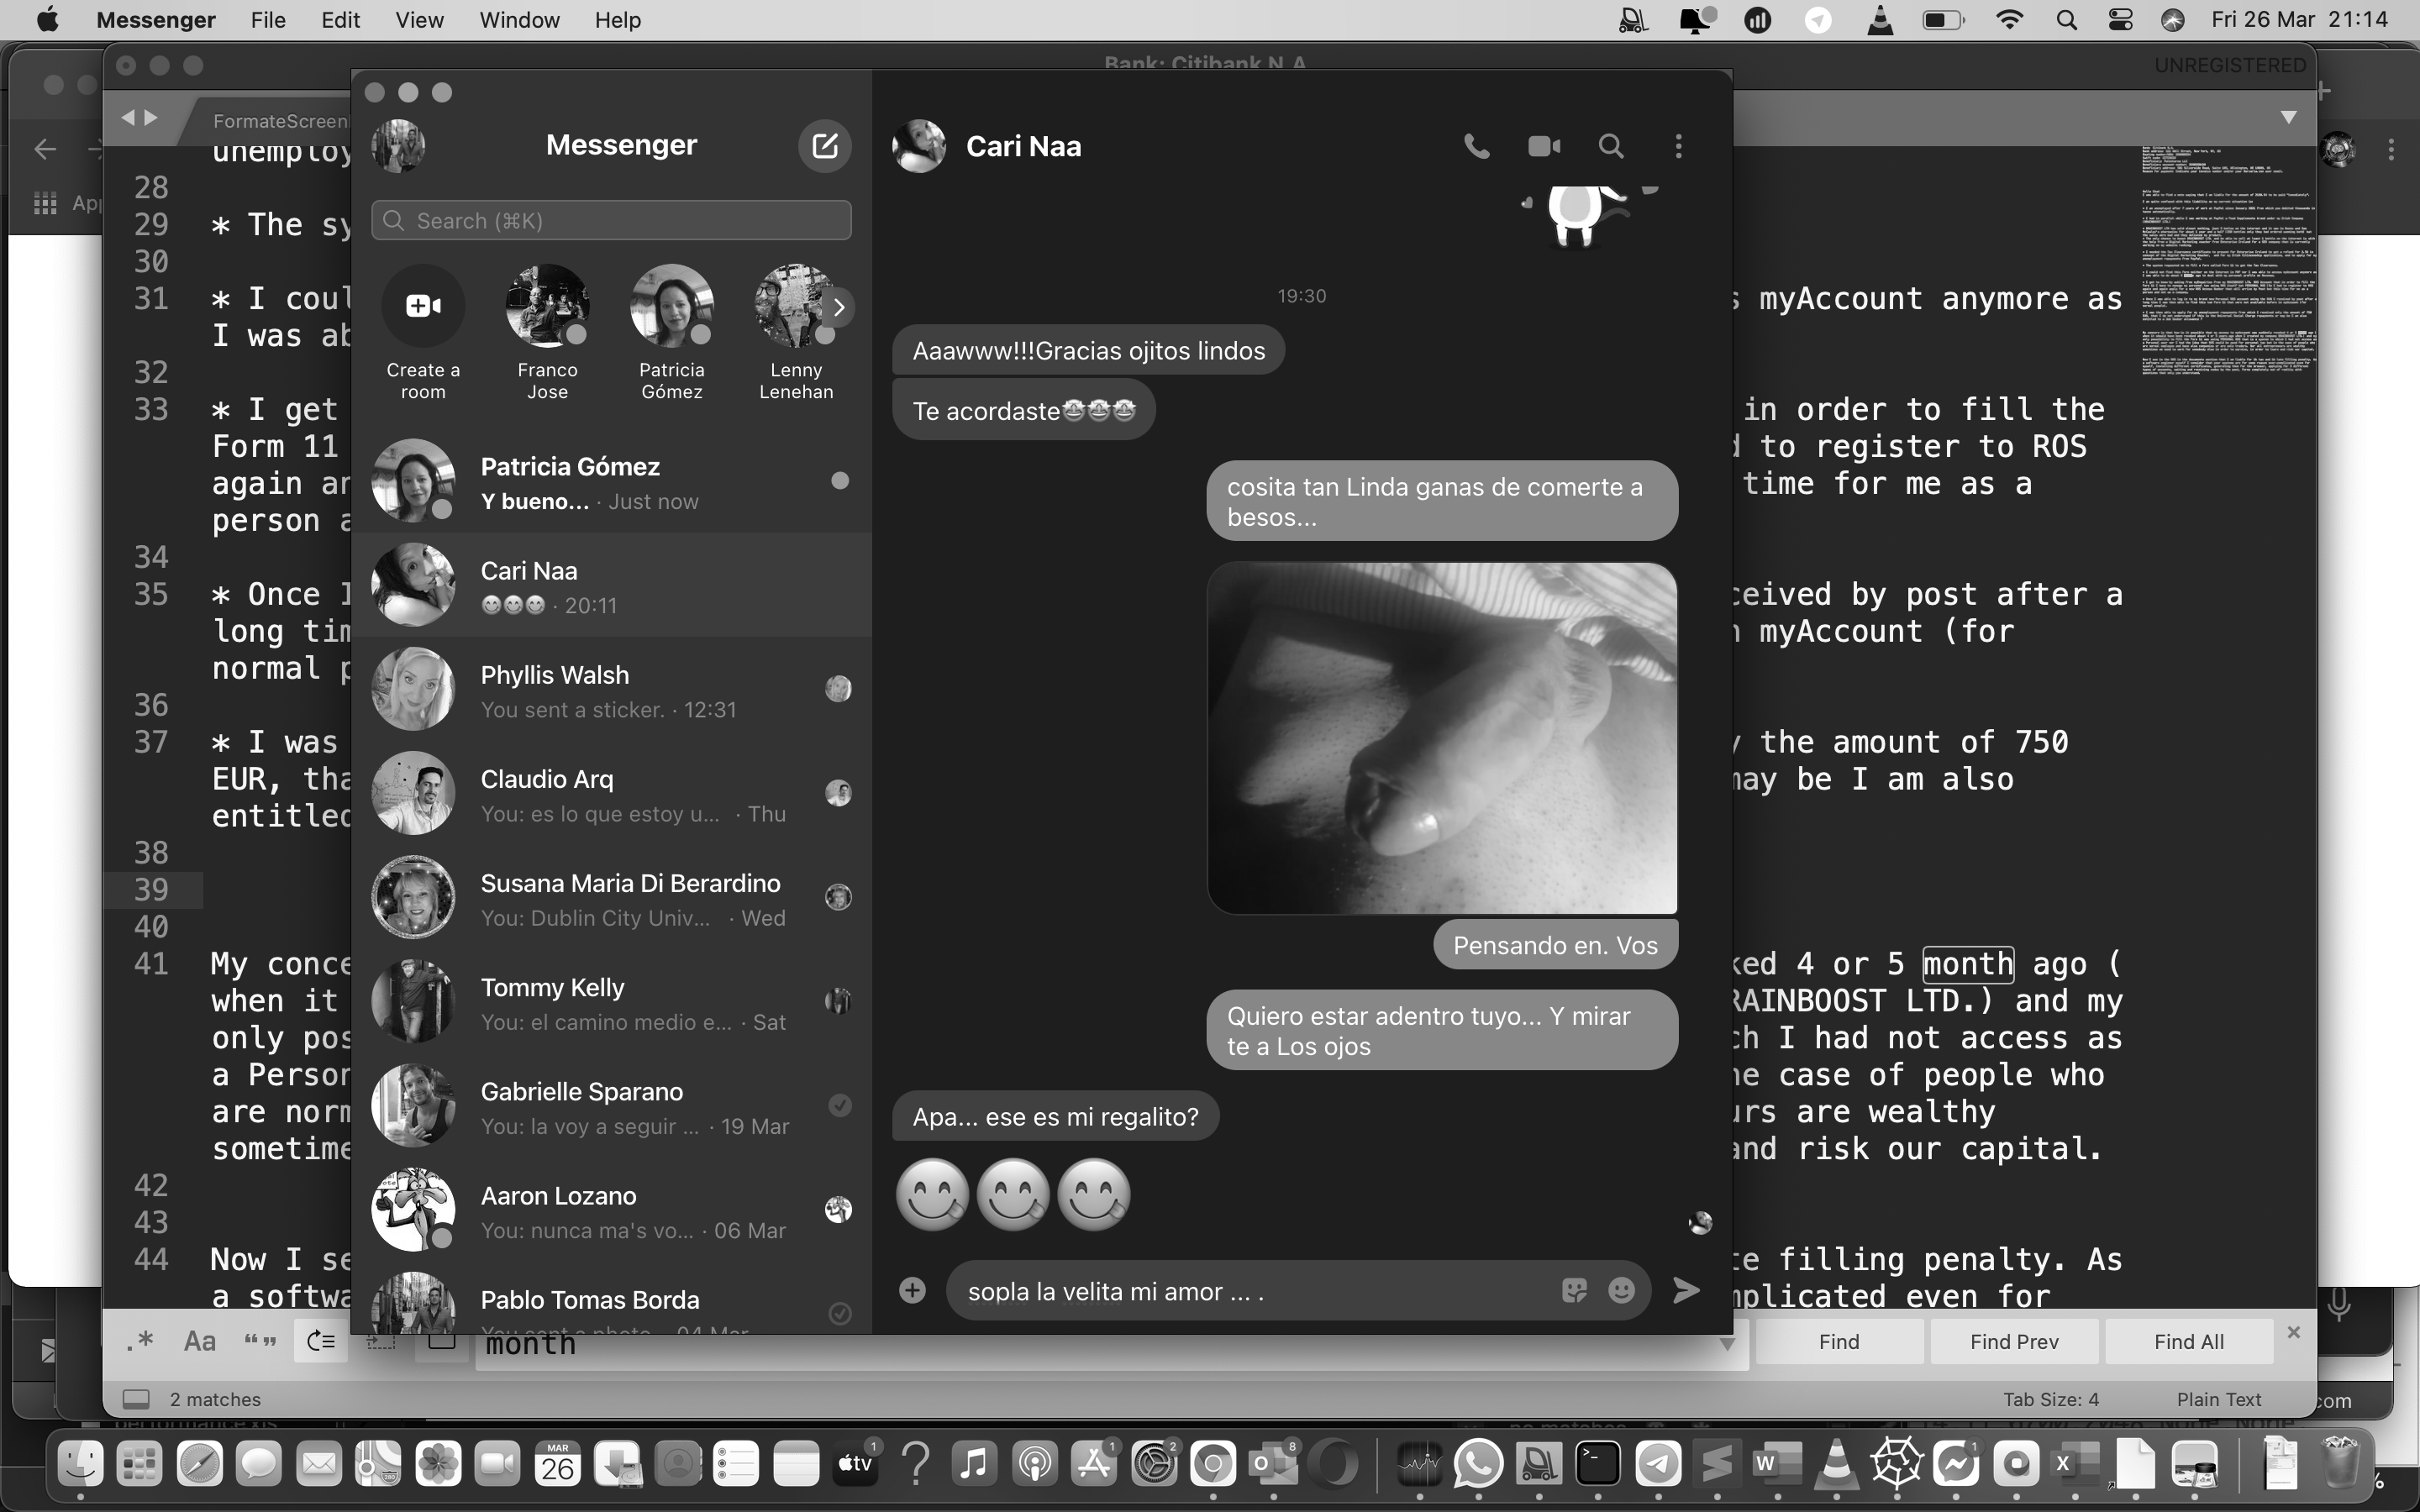 Messenger File Edit View Window Help
Fri 26 Mar 21:14
Bank: Citibank N.A
UNREGISTERED
FormateScreen
28
29 * The sy
30
31 * I coul
s myAccount anymore as
I was ab
32
33 * I get
in order to fill the
Form 11
to register to ROS
again an
time for me as a
person a
34
35 * Once I
ceived by post after a
long tim
myAccount (for
normal p
36
37 * I was
the amount of 750
EUR, tha
may be I am also
entitled
38
39
40
41 My conce
ked 4 or 5 month ago (
when it
RAINBOOST LTD.) and my
only pos
ch I had not access as
a Person
he case of people who
are norm
urs are wealthy
sometime
and risk our capital.
42
43
44 Now I se
te filling penalty. As
a softwa
mplicated even for
Messenger
Search (⌘K)
Create a room
Franco Jose
Patricia Gómez
Lenny Lenehan
Patricia Gómez
Y bueno... · Just now
Cari Naa
😋😋😋 · 20:11
Phyllis Walsh
You sent a sticker. · 12:31
Claudio Arq
You: es lo que estoy u... · Thu
Susana Maria Di Berardino
You: Dublin City Univ... · Wed
Tommy Kelly
You: el camino medio e... · Sat
Gabrielle Sparano
You: la voy a seguir ... · 19 Mar
Aaron Lozano
You: nunca ma's vo... · 06 Mar
Pablo Tomas Borda
You sent a photo. · 04 Mar
Cari Naa
19:30
Aaawww!!!Gracias ojitos lindos
Te acordaste🤩🤩🤩
cosita tan Linda ganas de comerte a
besos...
Pensando en. Vos
Quiero estar adentro tuyo... Y mirar
te a Los ojos
Apa... ese es mi regalito?
😋😋😋
sopla la velita mi amor ... .
.* Aa “ ”
month
Find
Find Prev
Find All
2 matches
Tab Size: 4
Plain Text
com
MAR
26
tv